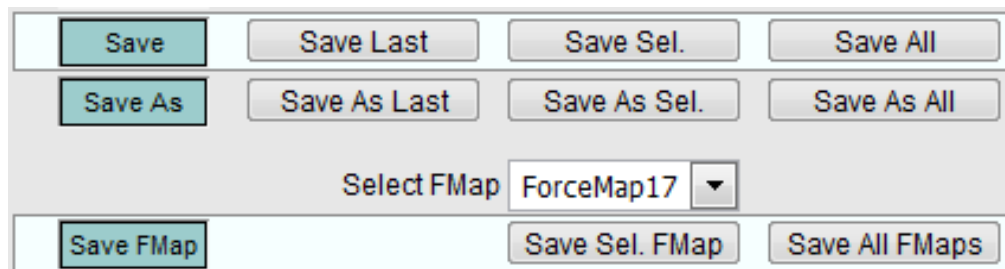 Save Save Last Save Sel. Save All
Save As Save As Last Save As Sel. Save As All
Select FMap ForceMap17
Save FMap Save Sel. FMap Save All FMaps